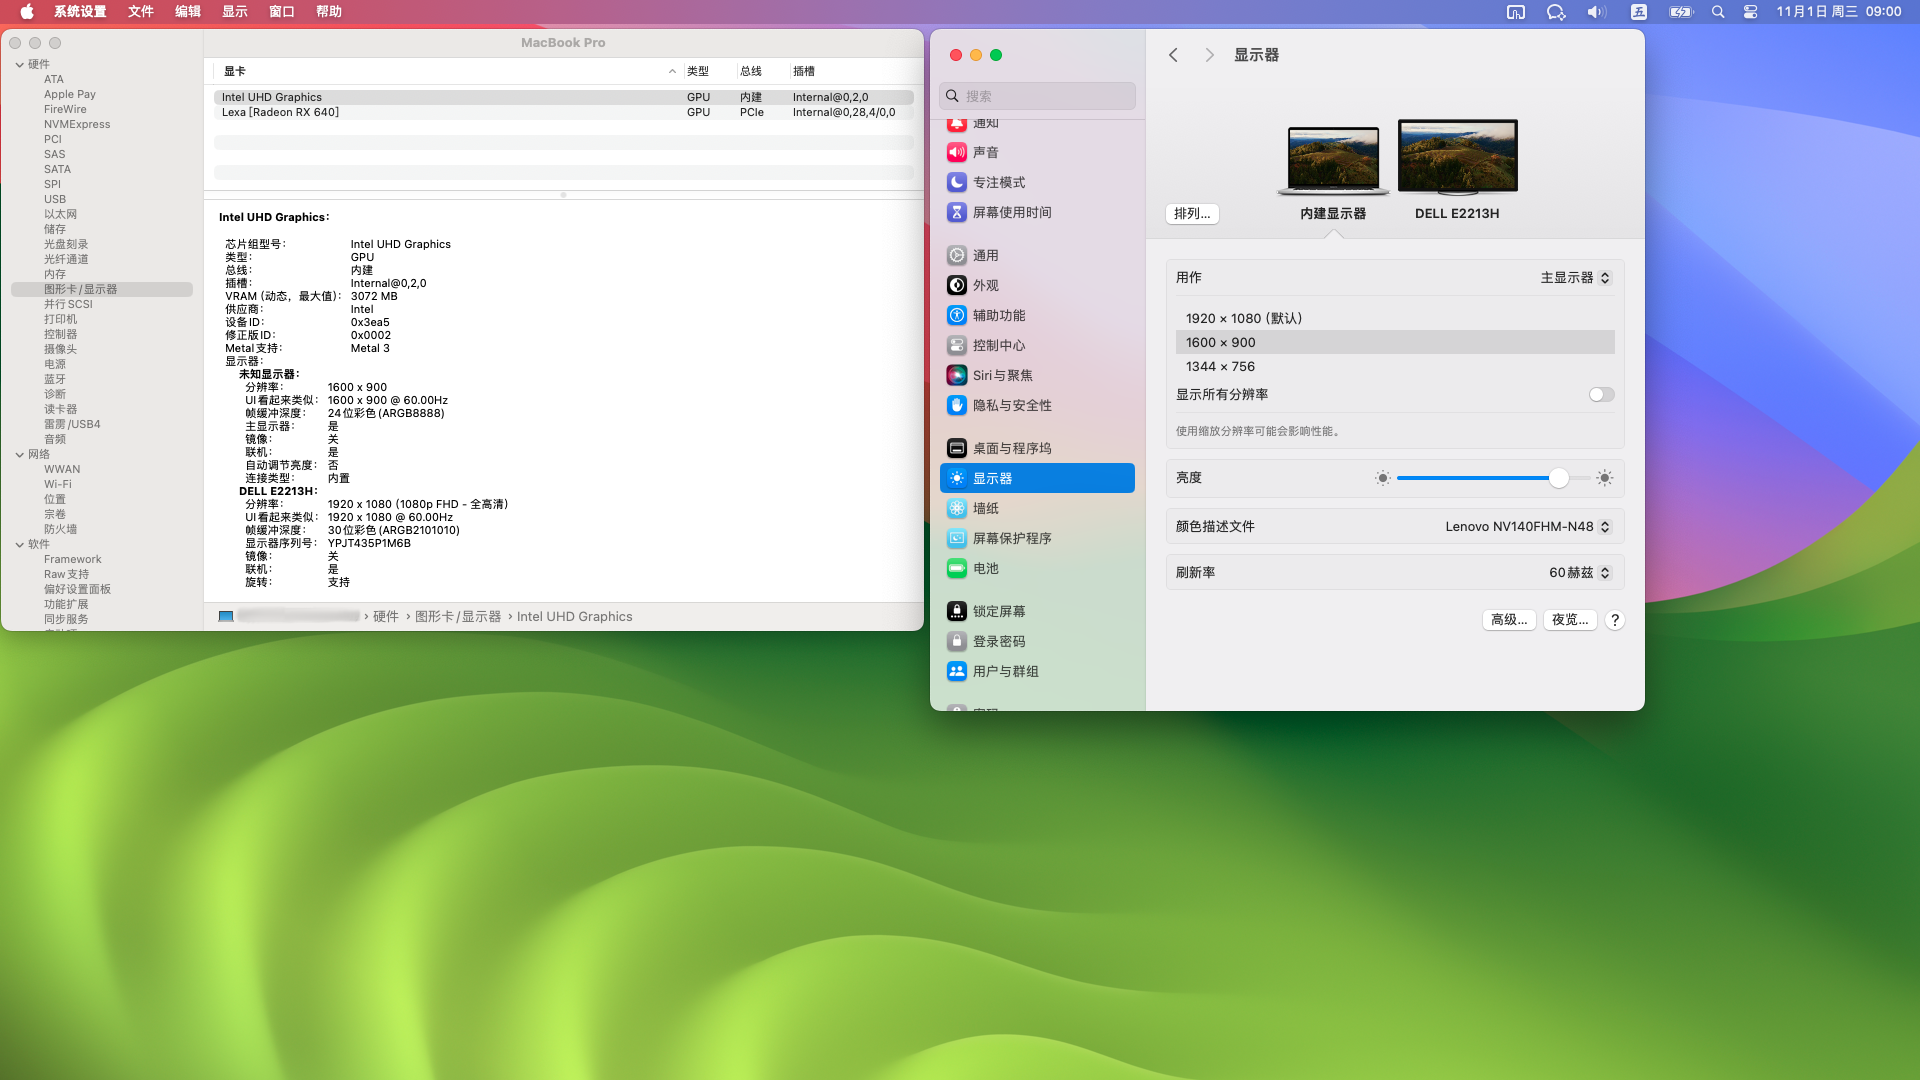 系统设置 文件 编辑 显示 窗口 帮助
五 11月1日 周三 09:00
MacBook Pro
硬件
ATA
Apple Pay
FireWire
NVMExpress
PCI
SAS
SATA
SPI
USB
以太网
储存
光盘刻录
光纤通道
内存
图形卡/显示器
并行 SCSI
打印机
控制器
摄像头
电源
蓝牙
诊断
读卡器
雷雳/USB4
音频
网络
WWAN
Wi-Fi
位置
宗卷
防火墙
软件
Framework
Raw 支持
偏好设置面板
功能扩展
同步服务
显卡 类型 总线 插槽
Intel UHD Graphics GPU 内建 Internal@0,2,0
Lexa [Radeon RX 640] GPU PCIe Internal@0,28,4/0,0
Intel UHD Graphics:
芯片组型号: Intel UHD Graphics
类型: GPU
总线: 内建
插槽: Internal@0,2,0
VRAM (动态，最大值): 3072 MB
供应商: Intel
设备 ID: 0x3ea5
修正版 ID: 0x0002
Metal 支持: Metal 3
显示器:
未知显示器:
分辨率: 1600 x 900
UI 看起来类似: 1600 x 900 @ 60.00Hz
帧缓冲深度: 24 位彩色 (ARGB8888)
主显示器: 是
镜像: 关
联机: 是
自动调节亮度: 否
连接类型: 内置
DELL E2213H:
分辨率: 1920 x 1080 (1080p FHD - 全高清)
UI 看起来类似: 1920 x 1080 @ 60.00Hz
帧缓冲深度: 30 位彩色 (ARGB2101010)
显示器序列号: YPJT435P1M6B
镜像: 关
联机: 是
旋转: 支持
› 硬件 › 图形卡/显示器 › Intel UHD Graphics
搜索
通知
声音
专注模式
屏幕使用时间
通用
外观
辅助功能
控制中心
Siri与聚焦
隐私与安全性
桌面与程序坞
显示器
墙纸
屏幕保护程序
电池
锁定屏幕
登录密码
用户与群组
显示器
排列...
内建显示器
DELL E2213H
用作 主显示器
1920 × 1080 (默认)
1600 × 900
1344 × 756
显示所有分辨率
使用缩放分辨率可能会影响性能。
亮度
颜色描述文件 Lenovo NV140FHM-N48
刷新率 60 赫兹
高级... 夜览... ?